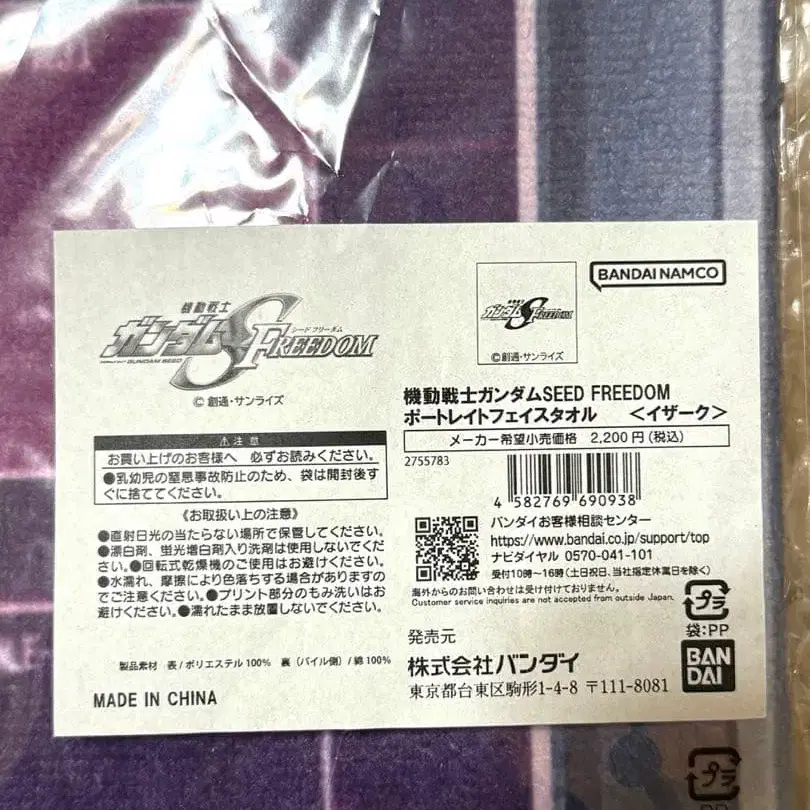 機動戦士
ガンダムSEED FREEDOM
シード フリーダム
GUNDAM SEED
© 創通・サンライズ
⚠注意
お買い上げのお客様へ 必ずお読みください。
●乳幼児の窒息事故防止のため、袋は開封後す
ぐに捨ててください。
《お取扱い上の注意》
●直射日光の当たらない場所で保管してください。
●漂白剤、蛍光増白剤入り洗剤は使用しないでくだ
さい。●回転式乾燥機のご使用はお避けください。
●水濡れ、摩擦により色落ちする場合がありますの
でご注意ください。●プリント部分のもみ洗いはお
避けください。●濡れたまま放置しないでください。
製品素材 表/ポリエステル100% 裏(パイル側)/綿100%
MADE IN CHINA
ガンダムSEED FREEDOM
©創通・サンライズ
BANDAI NAMCO
機動戦士ガンダムSEED FREEDOM
ポートレイトフェイスタオル <イザーク>
メーカー希望小売価格 2,200円(税込)
2755783
4 582769 690938
バンダイお客様相談センター
https://www.bandai.co.jp/support/top
ナビダイヤル 0570-041-101
受付10時~16時(土日祝日、当社指定休業日を除く)
海外からのお問い合わせは受け付けておりません。
Customer service inquiries are not accepted from outside Japan.
プラ
袋:PP
発売元
株式会社バンダイ
東京都台東区駒形1-4-8 〒111-8081
BAN
DAI
プラ